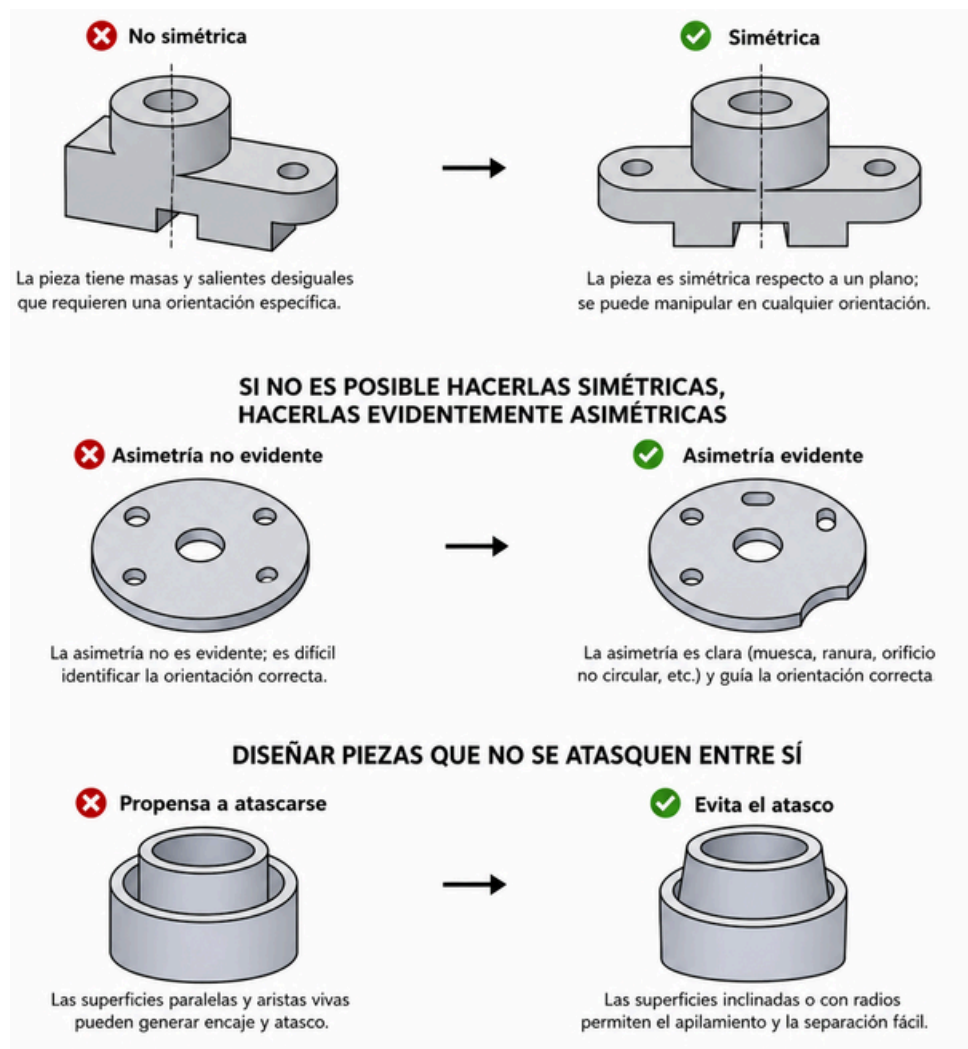 No simétrica
Simétrica
La pieza tiene masas y salientes desiguales
que requieren una orientación específica.
La pieza es simétrica respecto a un plano;
se puede manipular en cualquier orientación.
SI NO ES POSIBLE HACERLAS SIMÉTRICAS,
HACERLAS EVIDENTEMENTE ASIMÉTRICAS
Asimetría no evidente
Asimetría evidente
La asimetría no es evidente; es difícil
identificar la orientación correcta.
La asimetría es clara (muesca, ranura, orificio
no circular, etc.) y guía la orientación correcta
DISEÑAR PIEZAS QUE NO SE ATASQUEN ENTRE SÍ
Propensa a atascarse
Evita el atasco
Las superficies paralelas y aristas vivas
pueden generar encaje y atasco.
Las superficies inclinadas o con radios
permiten el apilamiento y la separación fácil.